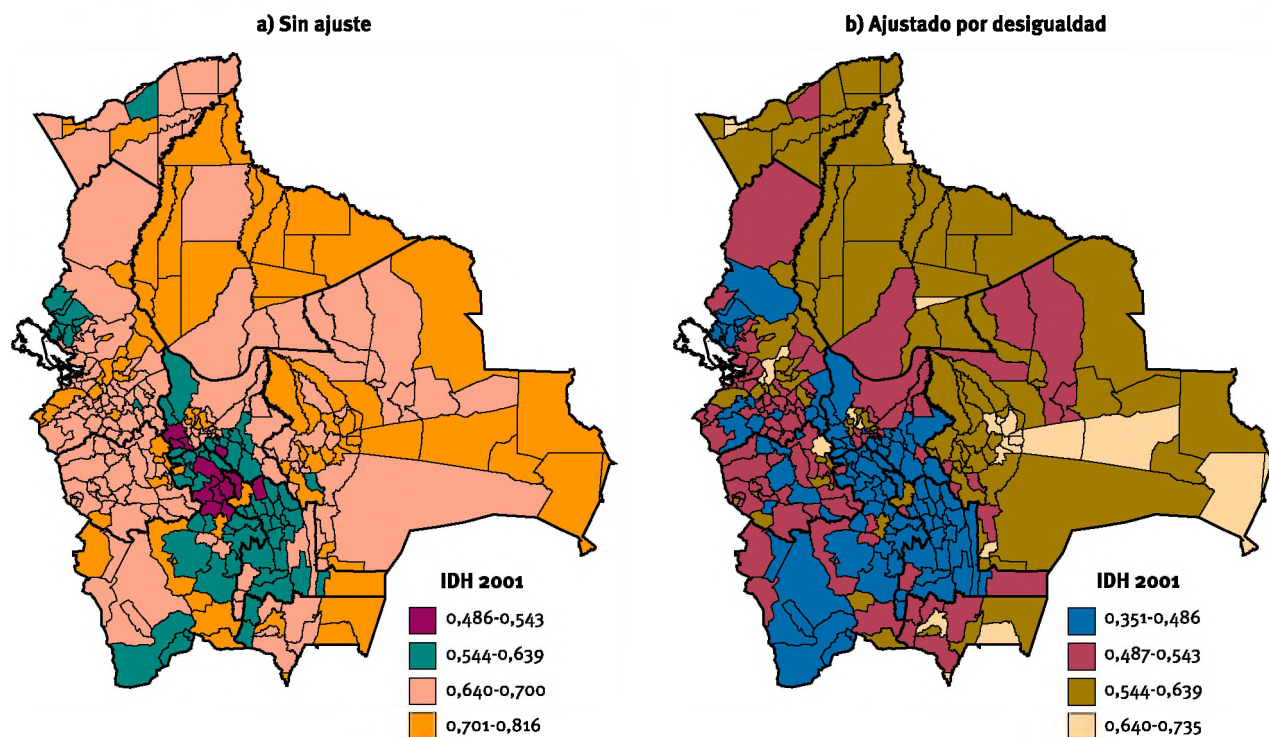 a) Sin ajuste
b) Ajustado por desigualdad
IDH 2001
0,486-0,543
0,544-0,639
0,640-0,700
0,701-0,816
IDH 2001
0,351-0,486
0,487-0,543
0,544-0,639
0,640-0,735